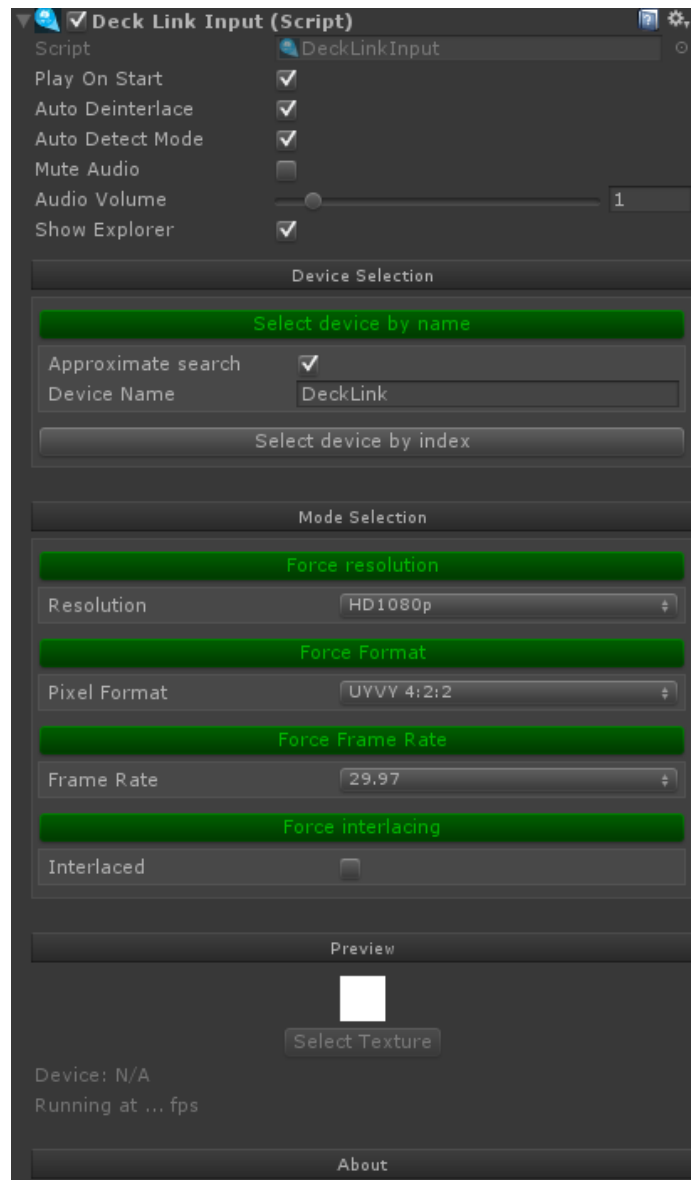 Deck Link Input (Script)
Script DeckLinkInput
Play On Start
Auto Deinterlace
Auto Detect Mode
Mute Audio
Audio Volume 1
Show Explorer
Device Selection
Select device by name
Approximate search
Device Name DeckLink
Select device by index
Mode Selection
Force resolution
Resolution HD1080p
Force Format
Pixel Format UYVY 4:2:2
Force Frame Rate
Frame Rate 29.97
Force interlacing
Interlaced
Preview
Select Texture
Device: N/A
Running at ... fps
About